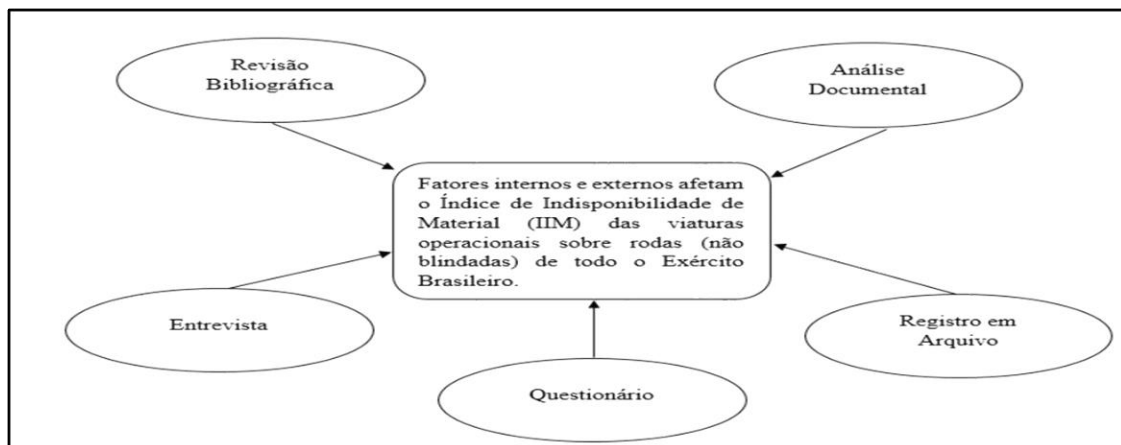 Revisão
Bibliográfica
Análise
Documental
Fatores internos e externos afetam
o Índice de Indisponibilidade de
Material (IIM) das viaturas
operacionais sobre rodas (não
blindadas) de todo o Exército
Brasileiro.
Entrevista
Registro em
Arquivo
Questionário